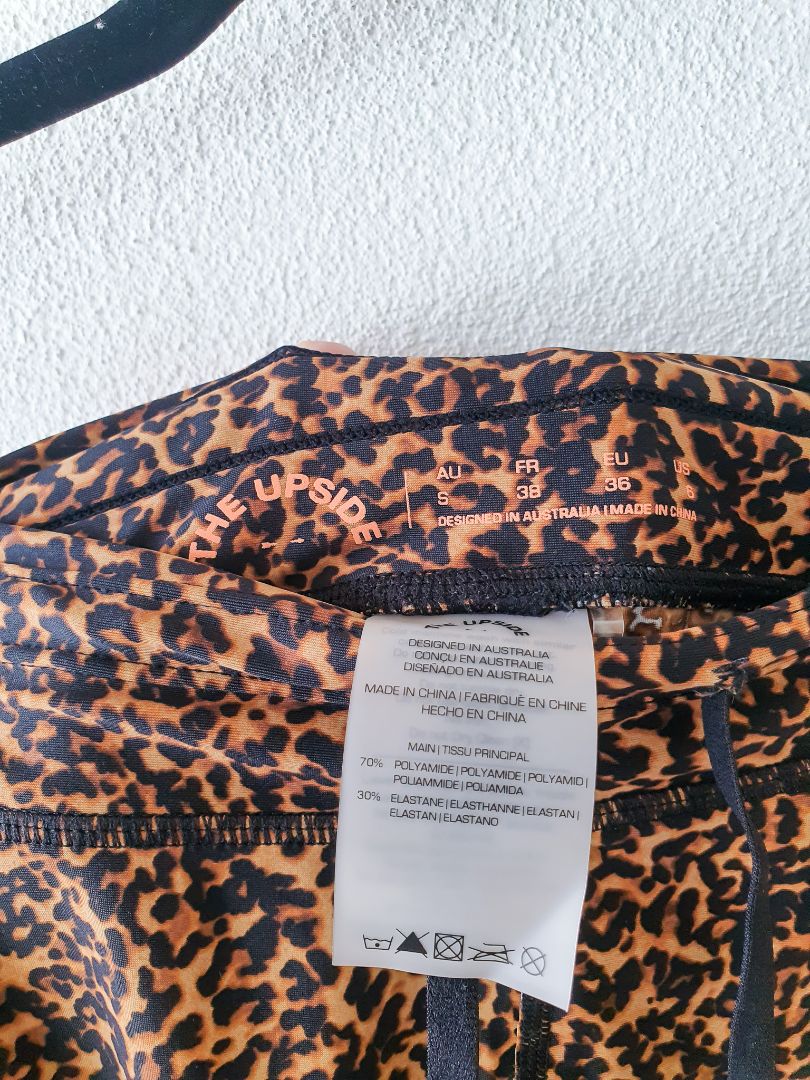 THE UPSIDE
AU FR EU US
S 38 36 6
DESIGNED IN AUSTRALIA | MADE IN CHINA
THE UPSIDE
DESIGNED IN AUSTRALIA
CONÇU EN AUSTRALIE
DISEÑADO EN AUSTRALIA
MADE IN CHINA | FABRIQUÉ EN CHINE
HECHO EN CHINA
MAIN | TISSU PRINCIPAL
70% POLYAMIDE | POLYAMIDE | POLYAMID |
POLIAMMIDE | POLIAMIDA
30% ELASTANE | ELASTHANNE | ELASTAN |
ELASTAN | ELASTANO